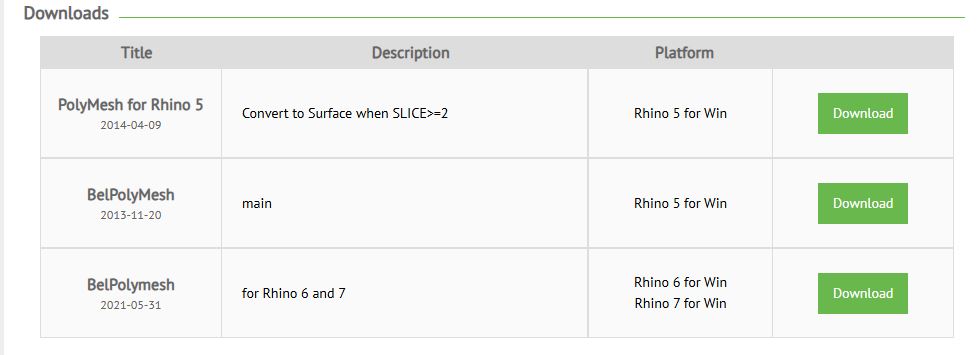 Downloads
Title Description Platform
PolyMesh for Rhino 5
2014-04-09
Convert to Surface when SLICE>=2
Rhino 5 for Win
Download
BelPolyMesh
2013-11-20
main
Rhino 5 for Win
Download
BelPolymesh
2021-05-31
for Rhino 6 and 7
Rhino 6 for Win
Rhino 7 for Win
Download